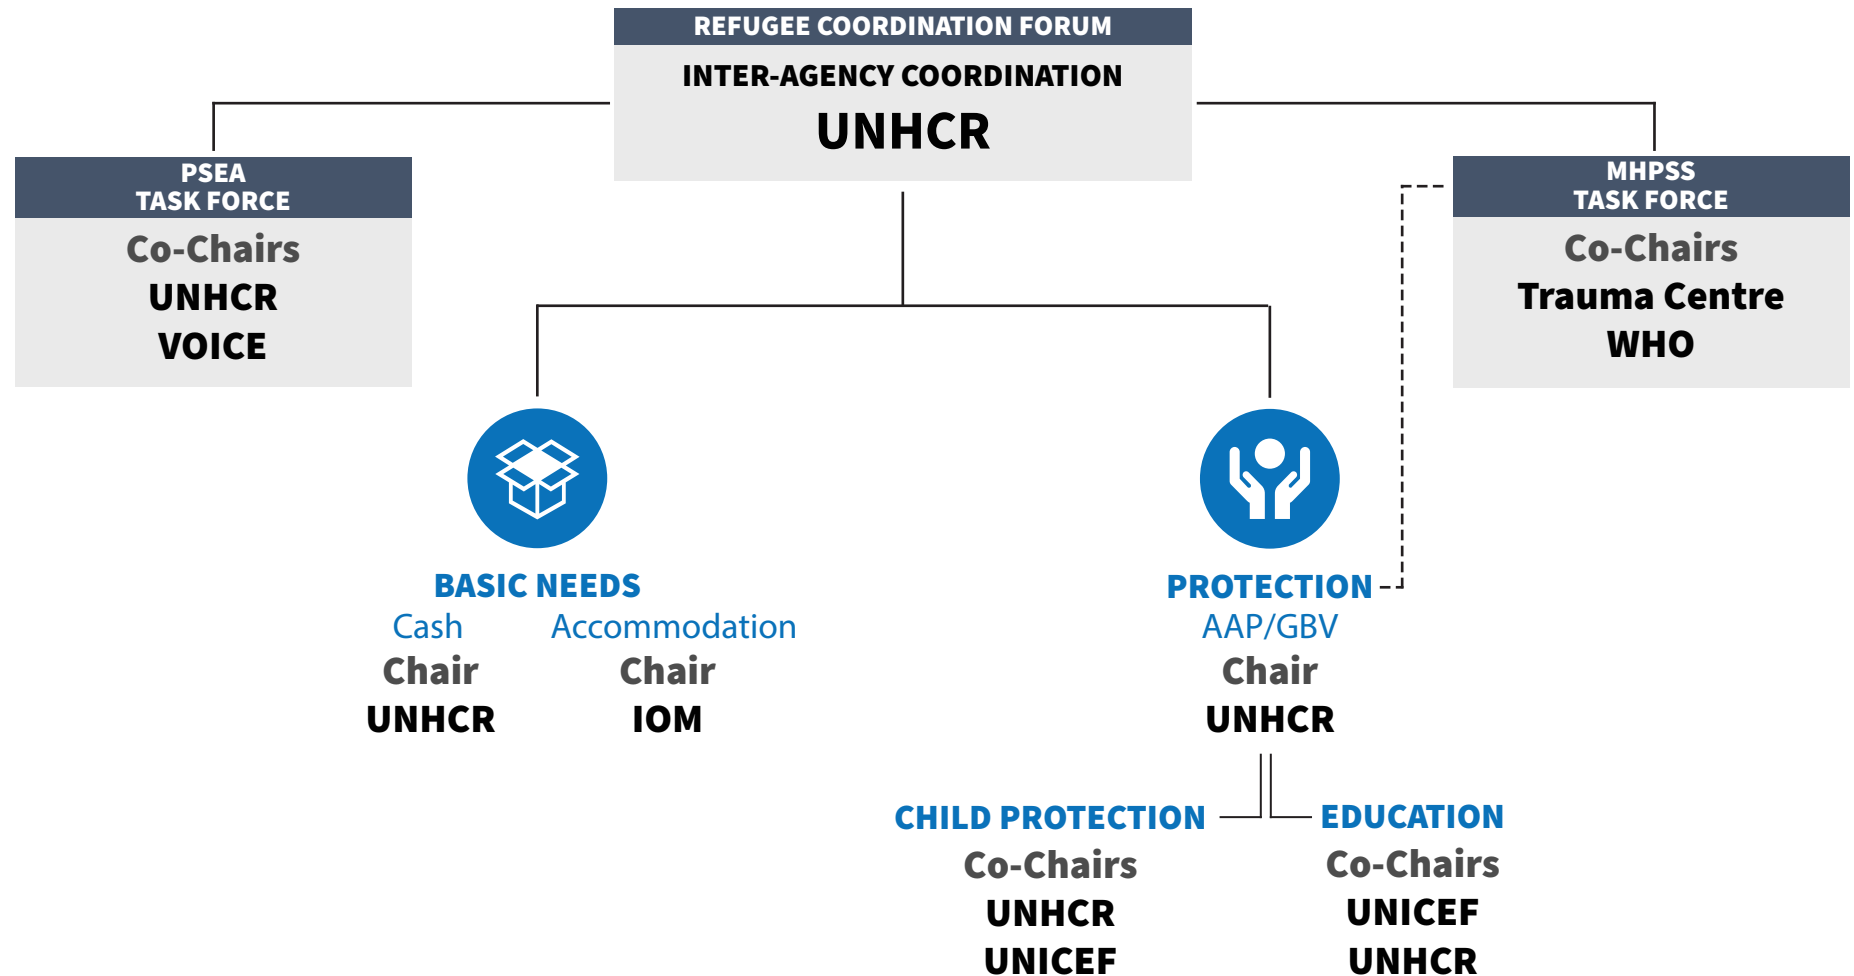 REFUGEE COORDINATION FORUM
INTER-AGENCY COORDINATION
UNHCR
PSEA
TASK FORCE
Co-Chairs
UNHCR
VOICE
MHPSS
TASK FORCE
Co-Chairs
Trauma Centre
WHO
BASIC NEEDS
Cash
Chair
UNHCR
Accommodation
Chair
IOM
PROTECTION
AAP/GBV
Chair
UNHCR
CHILD PROTECTION
Co-Chairs
UNHCR
UNICEF
EDUCATION
Co-Chairs
UNICEF
UNHCR